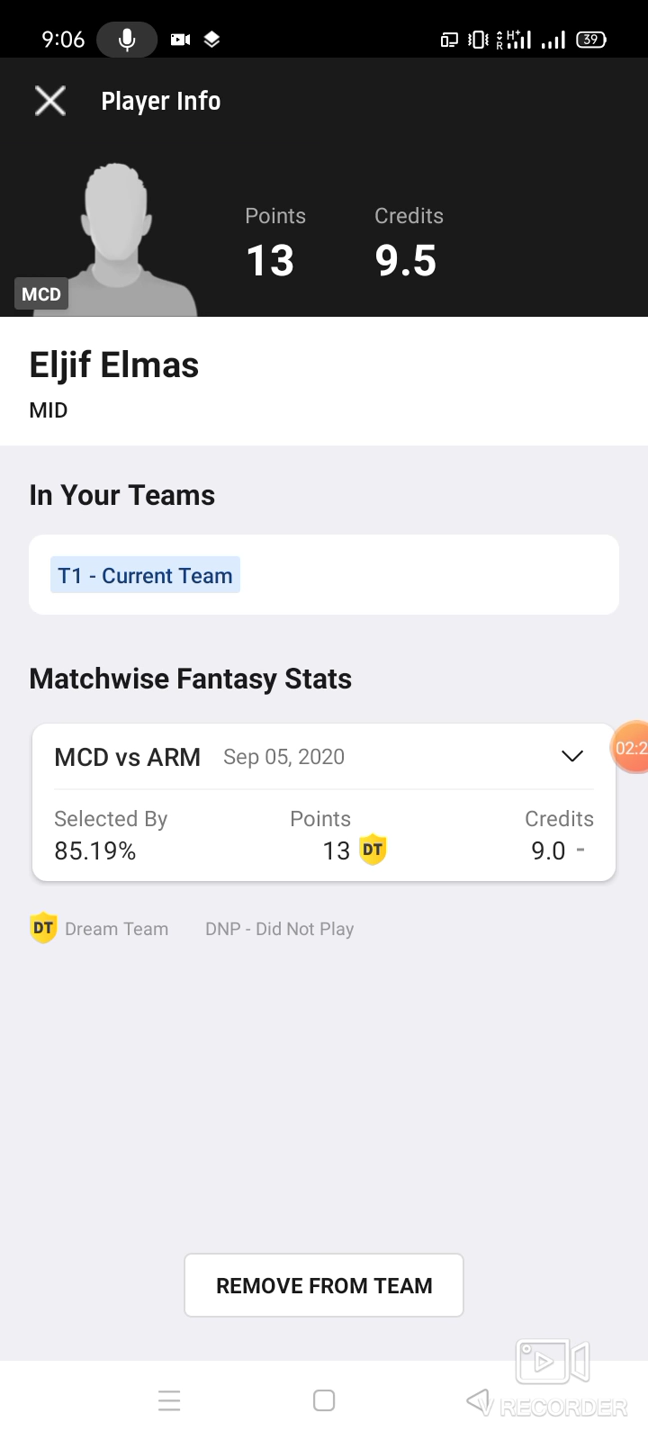 9:06
39
Player Info
Points Credits
13 9.5
MCD
Eljif Elmas
MID
In Your Teams
T1 - Current Team
Matchwise Fantasy Stats
MCD vs ARM Sep 05, 2020
02:2
Selected By Points Credits
85.19% 13 DT 9.0 -
DT Dream Team DNP - Did Not Play
REMOVE FROM TEAM
V RECORDER